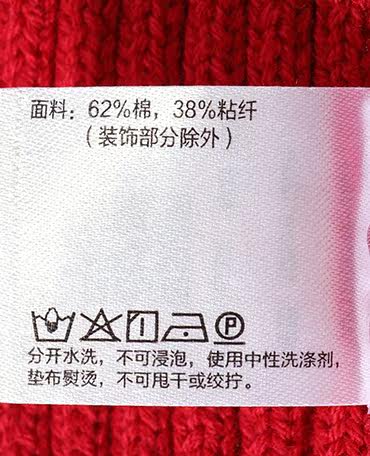 面料：62%棉，38%粘纤
（装饰部分除外）
P
分开水洗，不可浸泡，使用中性洗涤剂，
垫布熨烫，不可甩干或绞拧。